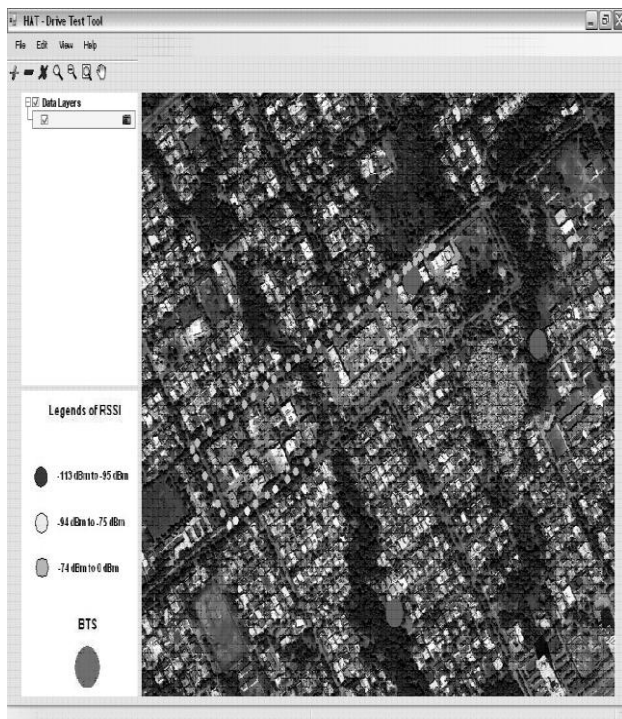 HAT - Drive Test Tool
File Edit View Help
Data Layers
Legends of RSSI
-113 dBm to -95 dBm
-94 dBm to -75 dBm
-74 dBm to 0 dBm
BTS